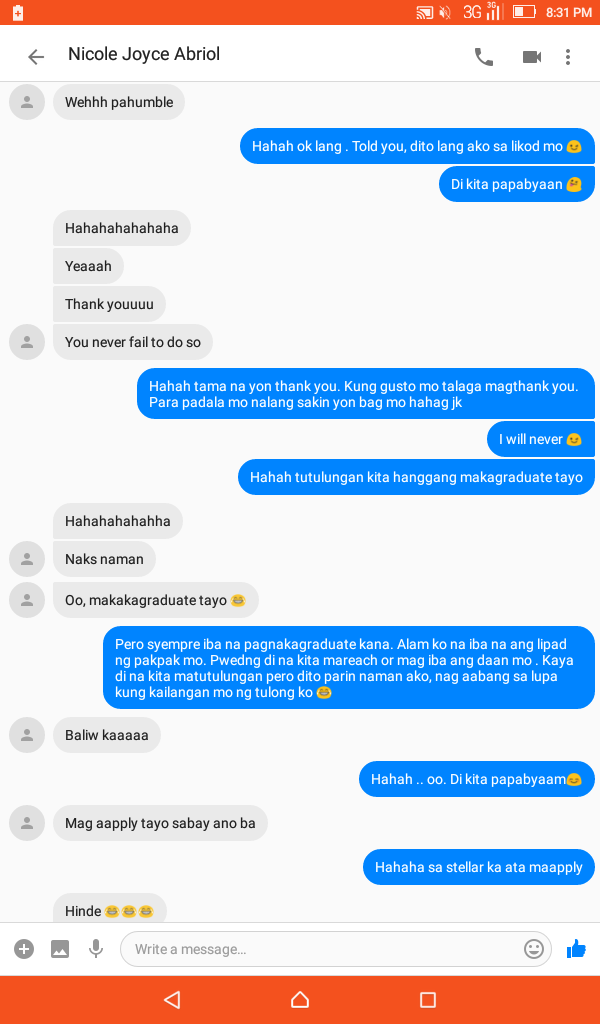 3G 3G 8:31 PM
Nicole Joyce Abriol
Wehhh pahumble
Hahah ok lang . Told you, dito lang ako sa likod mo 😉
Di kita papabyaan 🤗
Hahahahahahaha
Yeaaah
Thank youuuu
You never fail to do so
Hahah tama na yon thank you. Kung gusto mo talaga magthank you.
Para padala mo nalang sakin yon bag mo hahag jk
I will never 😉
Hahah tutulungan kita hanggang makagraduate tayo
Hahahahahahha
Naks naman
Oo, makakagraduate tayo 😂
Pero syempre iba na pagnakagraduate kana. Alam ko na iba na ang lipad
ng pakpak mo. Pwedng di na kita mareach or mag iba ang daan mo . Kaya
di na kita matutulungan pero dito parin naman ako, nag aabang sa lupa
kung kailangan mo ng tulong ko 😂
Baliw kaaaaa
Hahah .. oo. Di kita papabyaam😊
Mag aapply tayo sabay ano ba
Hahaha sa stellar ka ata maapply
Hinde 😂😂😂
Write a message...